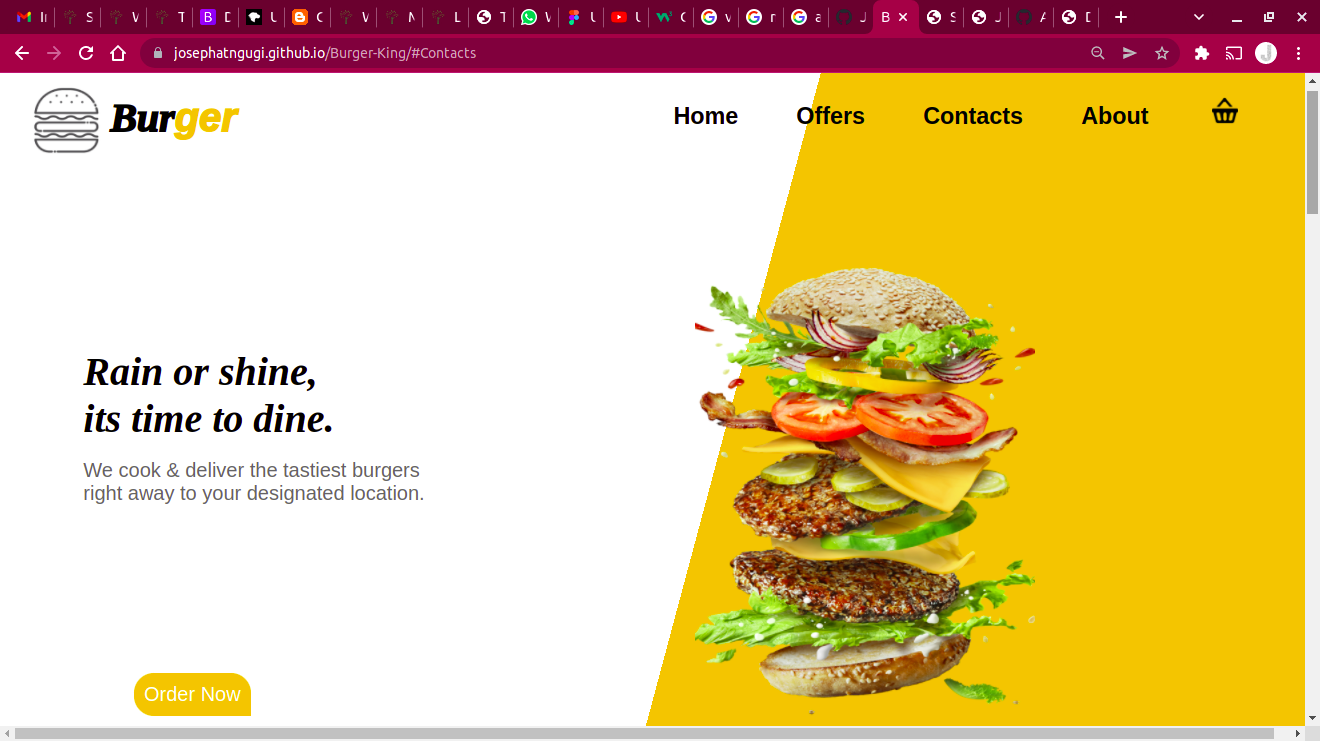 josephatngugi.github.io/Burger-King/#Contacts
Burger
Home Offers Contacts About
Rain or shine,
its time to dine.
We cook & deliver the tastiest burgers
right away to your designated location.
Order Now